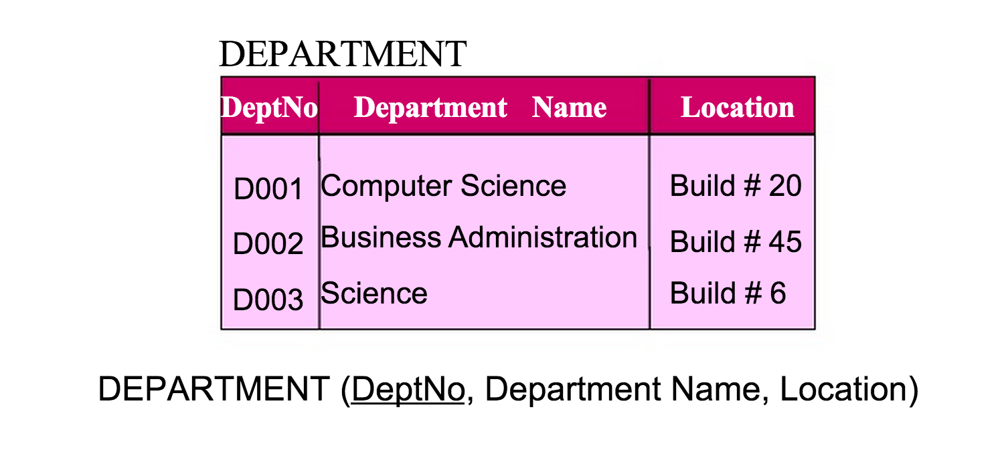 DEPARTMENT
DeptNo Department Name Location
D001 Computer Science Build # 20
D002 Business Administration Build # 45
D003 Science Build # 6
DEPARTMENT (DeptNo, Department Name, Location)